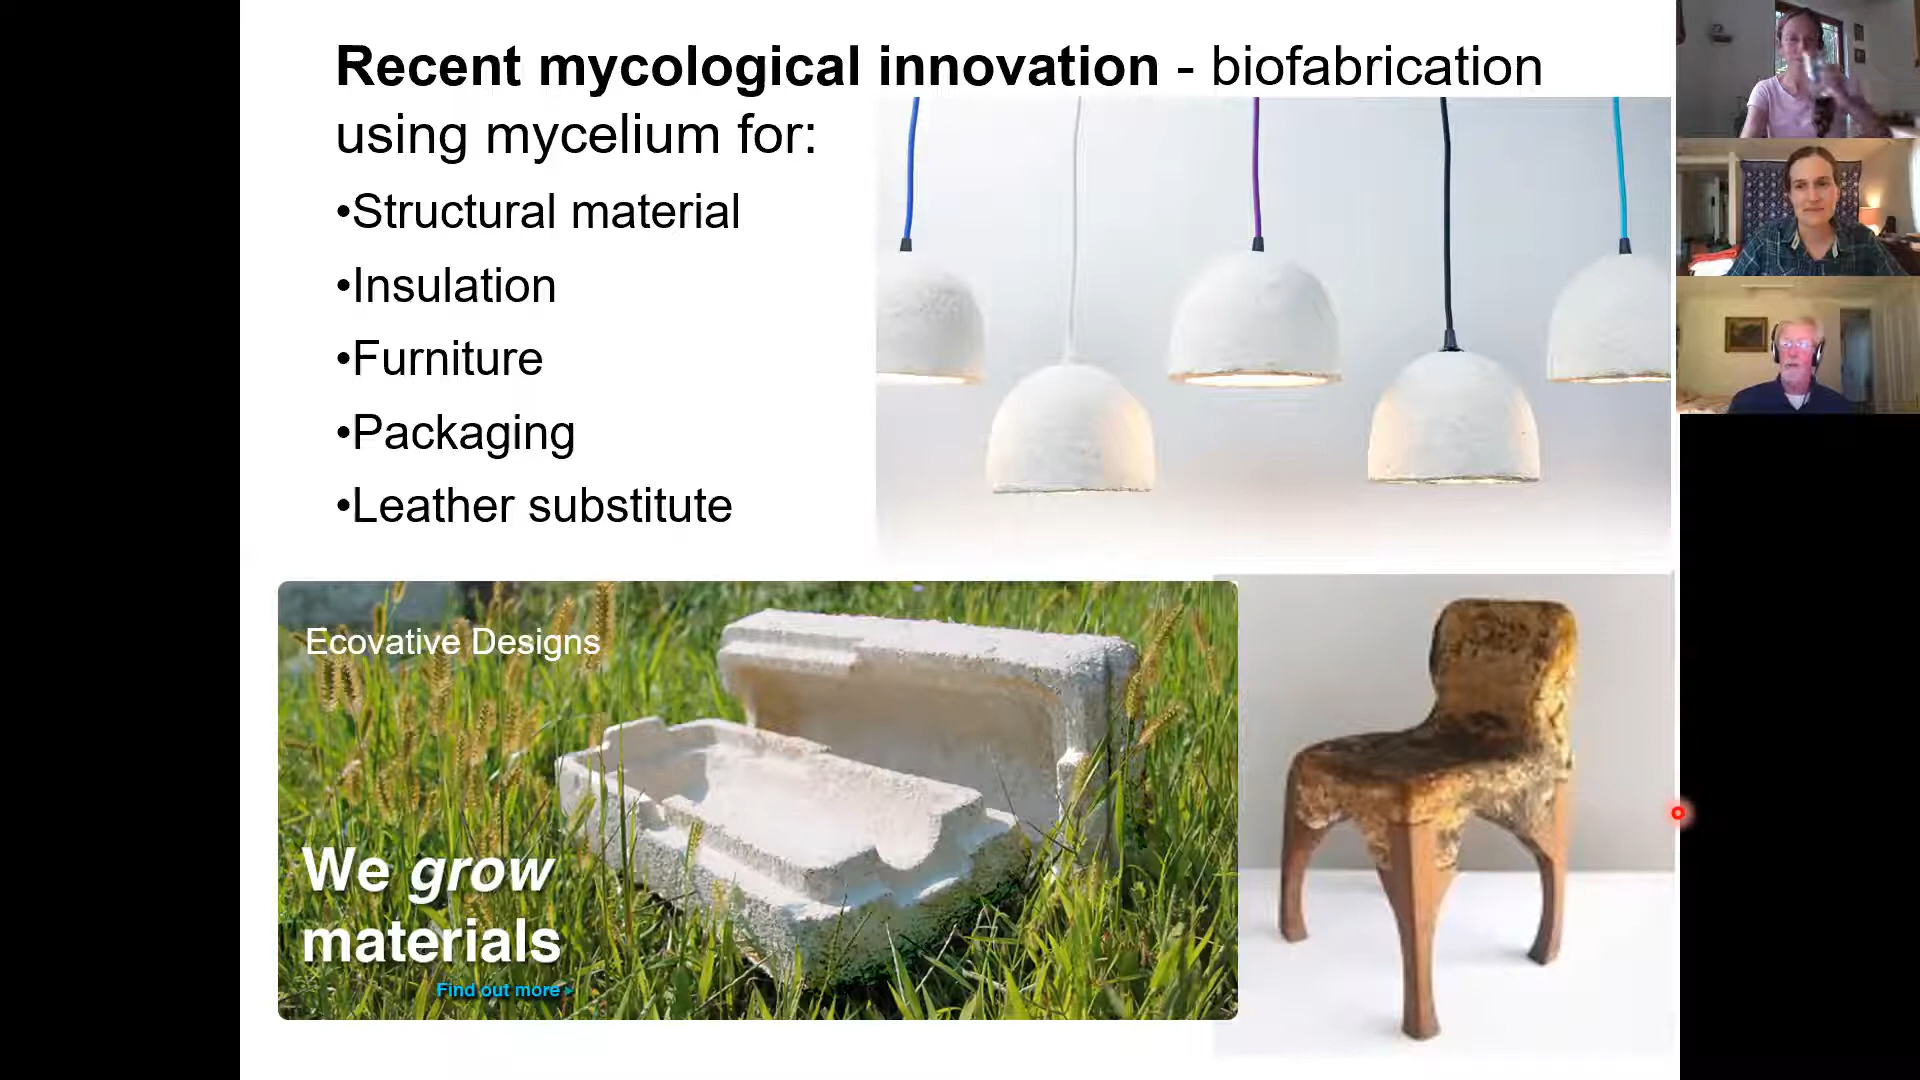 Recent mycological innovation - biofabrication
using mycelium for:
•Structural material
•Insulation
•Furniture
•Packaging
•Leather substitute
Ecovative Designs
We grow
materials
Find out more